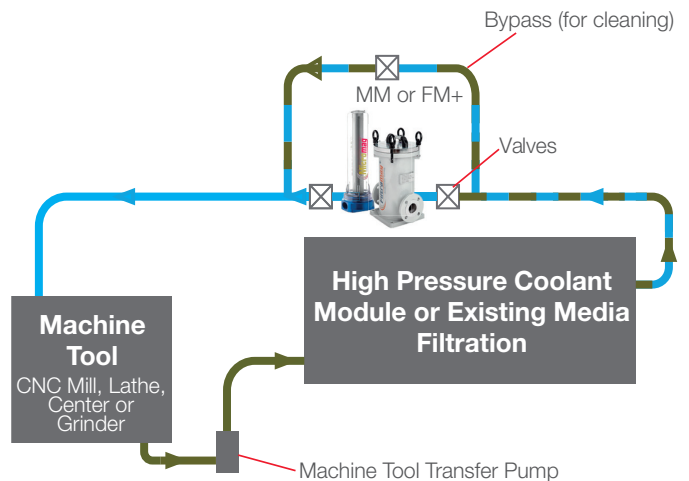 Bypass (for cleaning)
MM or FM+
Valves
High Pressure Coolant
Module or Existing Media
Filtration
Machine
Tool
CNC Mill, Lathe,
Center or
Grinder
Machine Tool Transfer Pump